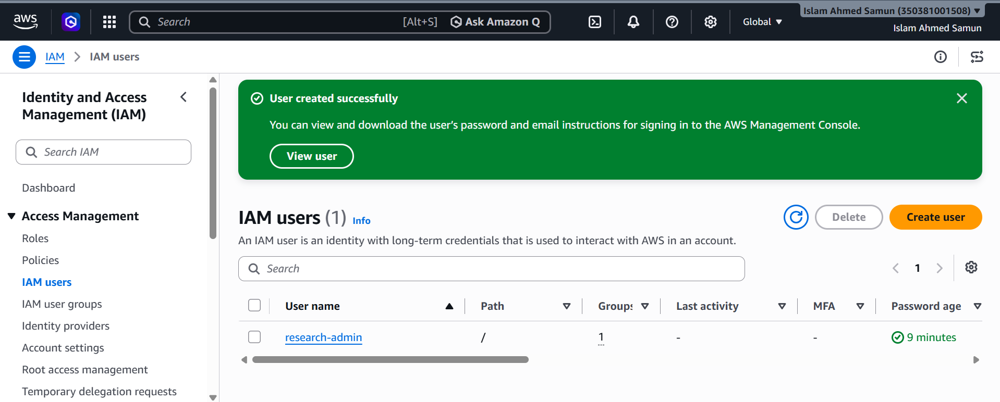 aws
Search
[Alt+S]
Ask Amazon Q
Global
Islam Ahmed Samun (350381001508)
Islam Ahmed Samun
IAM
IAM users
Identity and Access
Management (IAM)
Search IAM
Dashboard
Access Management
Roles
Policies
IAM users
IAM user groups
Identity providers
Account settings
Root access management
Temporary delegation requests
User created successfully
You can view and download the user’s password and email instructions for signing in to the AWS Management Console.
View user
IAM users (1) Info
Delete
Create user
An IAM user is an identity with long-term credentials that is used to interact with AWS in an account.
Search
1
User name Path Groups Last activity MFA Password age
research-admin / 1 - - 9 minutes